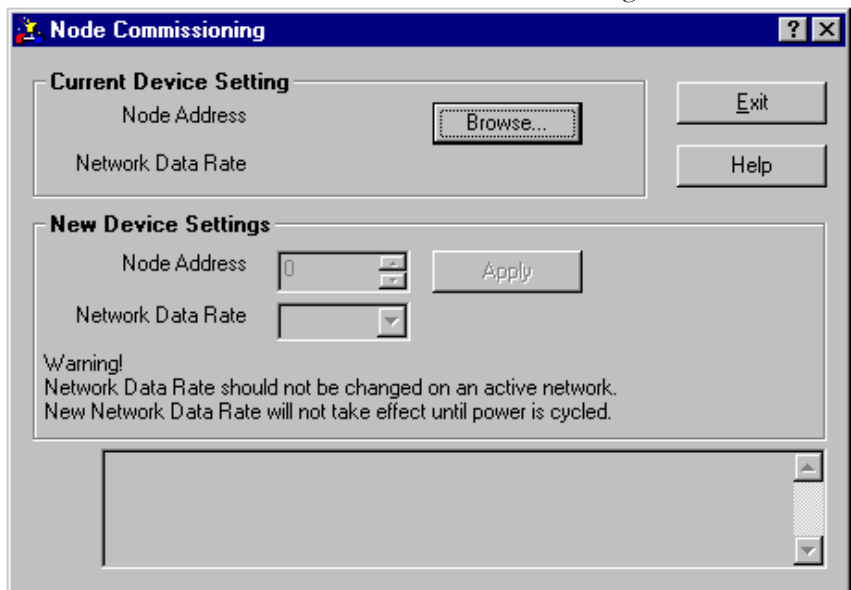 Node Commissioning
Current Device Setting
Node Address
Browse...
Exit
Network Data Rate
Help
New Device Settings
Node Address
0
Apply
Network Data Rate
Warning!
Network Data Rate should not be changed on an active network.
New Network Data Rate will not take effect until power is cycled.